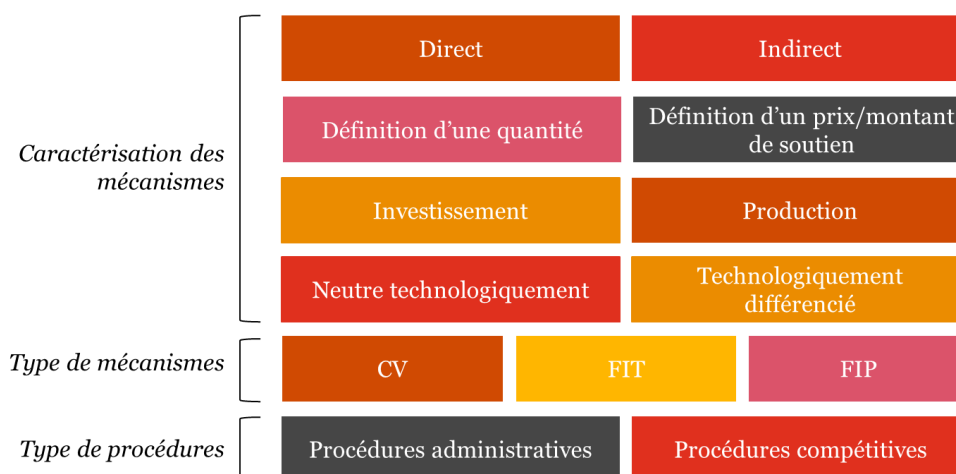 Direct
Indirect
Caractérisation des
mécanismes
Définition d’une quantité
Définition d’un prix/montant
de soutien
Investissement
Production
Neutre technologiquement
Technologiquement
différencié
Type de mécanismes
CV
FIT
FIP
Type de procédures
Procédures administratives
Procédures compétitives